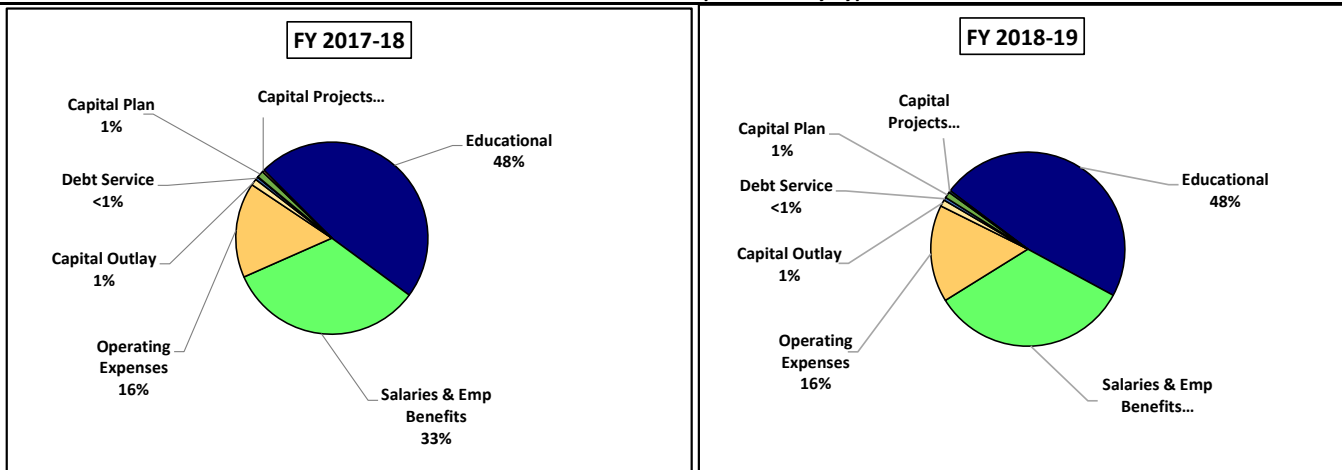 FY 2017-18
Capital Plan
1%
Capital Projects...
Educational
48%
Debt Service
<1%
Capital Outlay
1%
Operating
Expenses
16%
Salaries & Emp
Benefits
33%
FY 2018-19
Capital Plan
1%
Capital
Projects...
Educational
48%
Debt Service
<1%
Capital Outlay
1%
Operating
Expenses
16%
Salaries & Emp
Benefits...